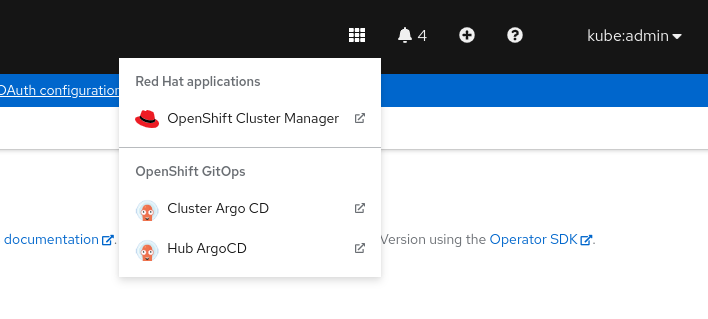 4
kube:admin
OAuth configuration
Red Hat applications
OpenShift Cluster Manager
OpenShift GitOps
Cluster Argo CD
Hub ArgoCD
documentation. Version using the Operator SDK.